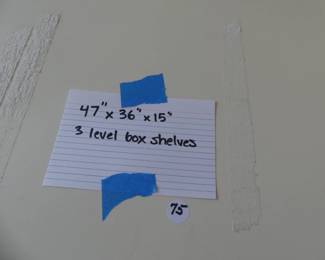 47" x 36" x 15"
3 level box shelves
75